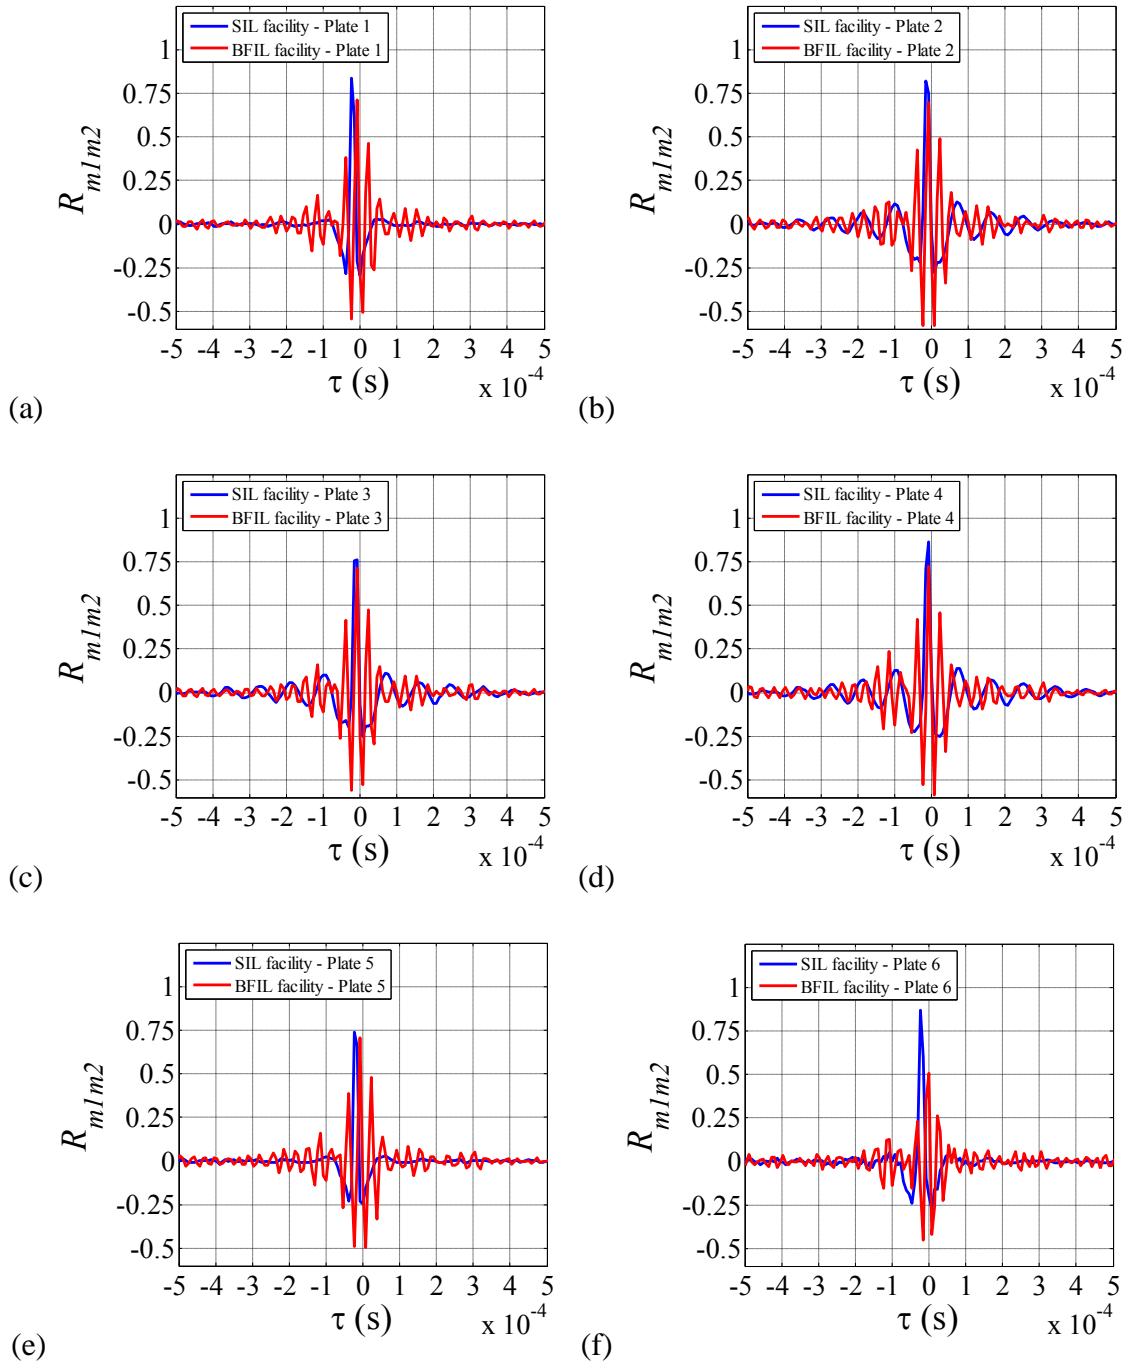 SIL facility - Plate 1
BFIL facility - Plate 1
1
0.75
0.5
0.25
0
-0.25
-0.5
R m1m2
-5 -4 -3 -2 -1 0 1 2 3 4 5
τ (s)
x 10-4
(a)
SIL facility - Plate 2
BFIL facility - Plate 2
1
0.75
0.5
0.25
0
-0.25
-0.5
R m1m2
-5 -4 -3 -2 -1 0 1 2 3 4 5
τ (s)
x 10-4
(b)
SIL facility - Plate 3
BFIL facility - Plate 3
1
0.75
0.5
0.25
0
-0.25
-0.5
R m1m2
-5 -4 -3 -2 -1 0 1 2 3 4 5
τ (s)
x 10-4
(c)
SIL facility - Plate 4
BFIL facility - Plate 4
1
0.75
0.5
0.25
0
-0.25
-0.5
R m1m2
-5 -4 -3 -2 -1 0 1 2 3 4 5
τ (s)
x 10-4
(d)
SIL facility - Plate 5
BFIL facility - Plate 5
1
0.75
0.5
0.25
0
-0.25
-0.5
R m1m2
-5 -4 -3 -2 -1 0 1 2 3 4 5
τ (s)
x 10-4
(e)
SIL facility - Plate 6
BFIL facility - Plate 6
1
0.75
0.5
0.25
0
-0.25
-0.5
R m1m2
-5 -4 -3 -2 -1 0 1 2 3 4 5
τ (s)
x 10-4
(f)